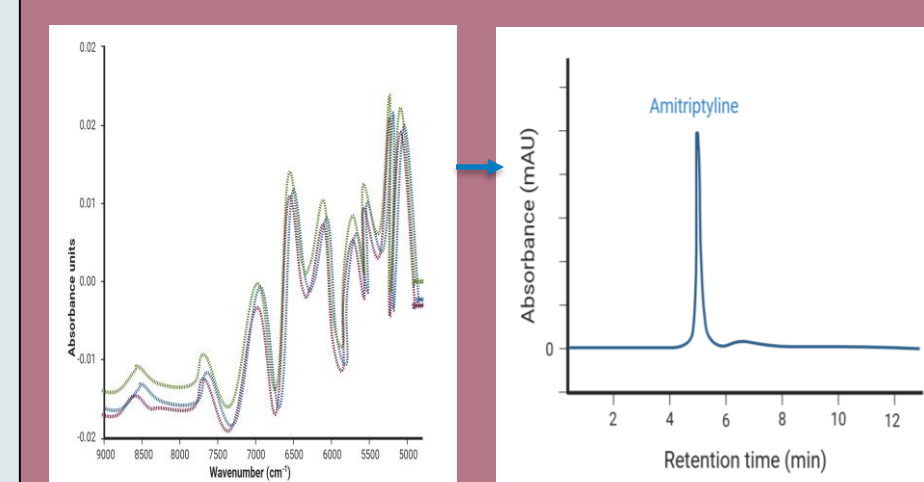 0.02
0.02
0.01
0.00
-0.01
-0.02
Absorbance units
9000 8500 8000 7500 7000 6500 6000 5500 5000
Wavenumber (cm⁻¹)
Amitriptyline
Absorbance (mAU)
0
2 4 6 8 10 12
Retention time (min)